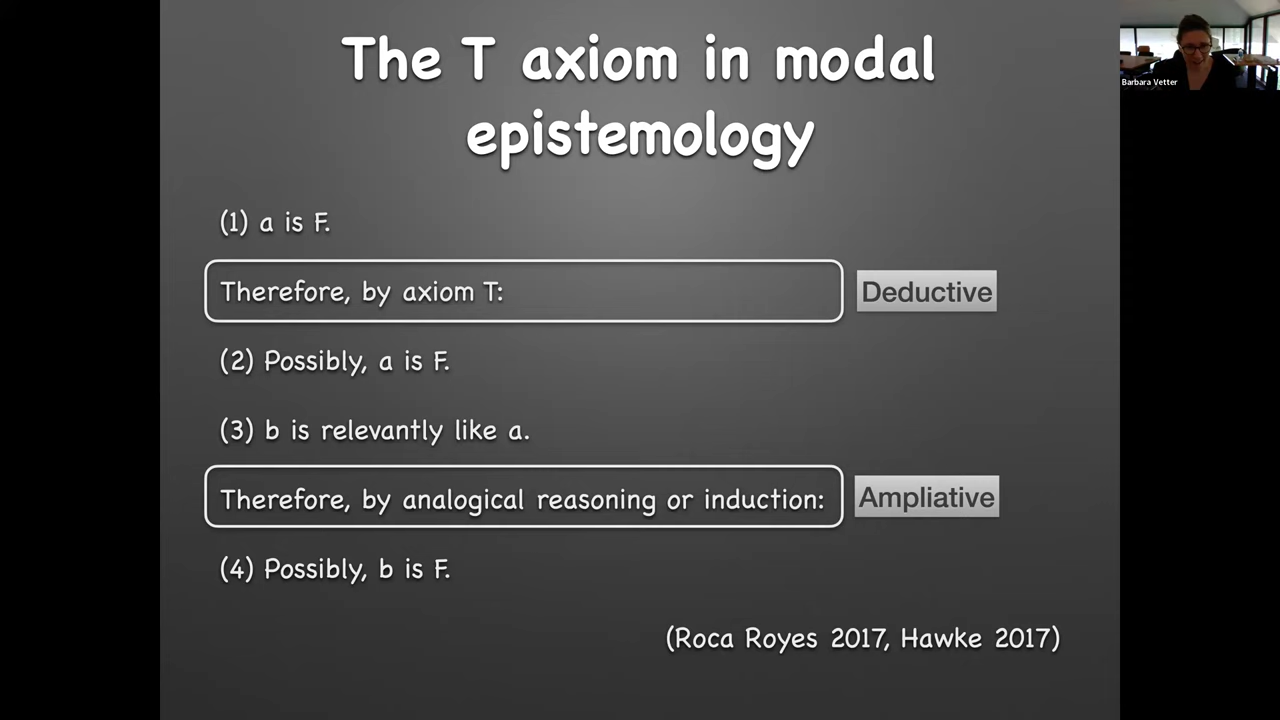 The T axiom in modal
epistemology
Barbara Vetter
(1) a is F.
Therefore, by axiom T:
Deductive
(2) Possibly, a is F.
(3) b is relevantly like a.
Therefore, by analogical reasoning or induction:
Ampliative
(4) Possibly, b is F.
(Roca Royes 2017, Hawke 2017)